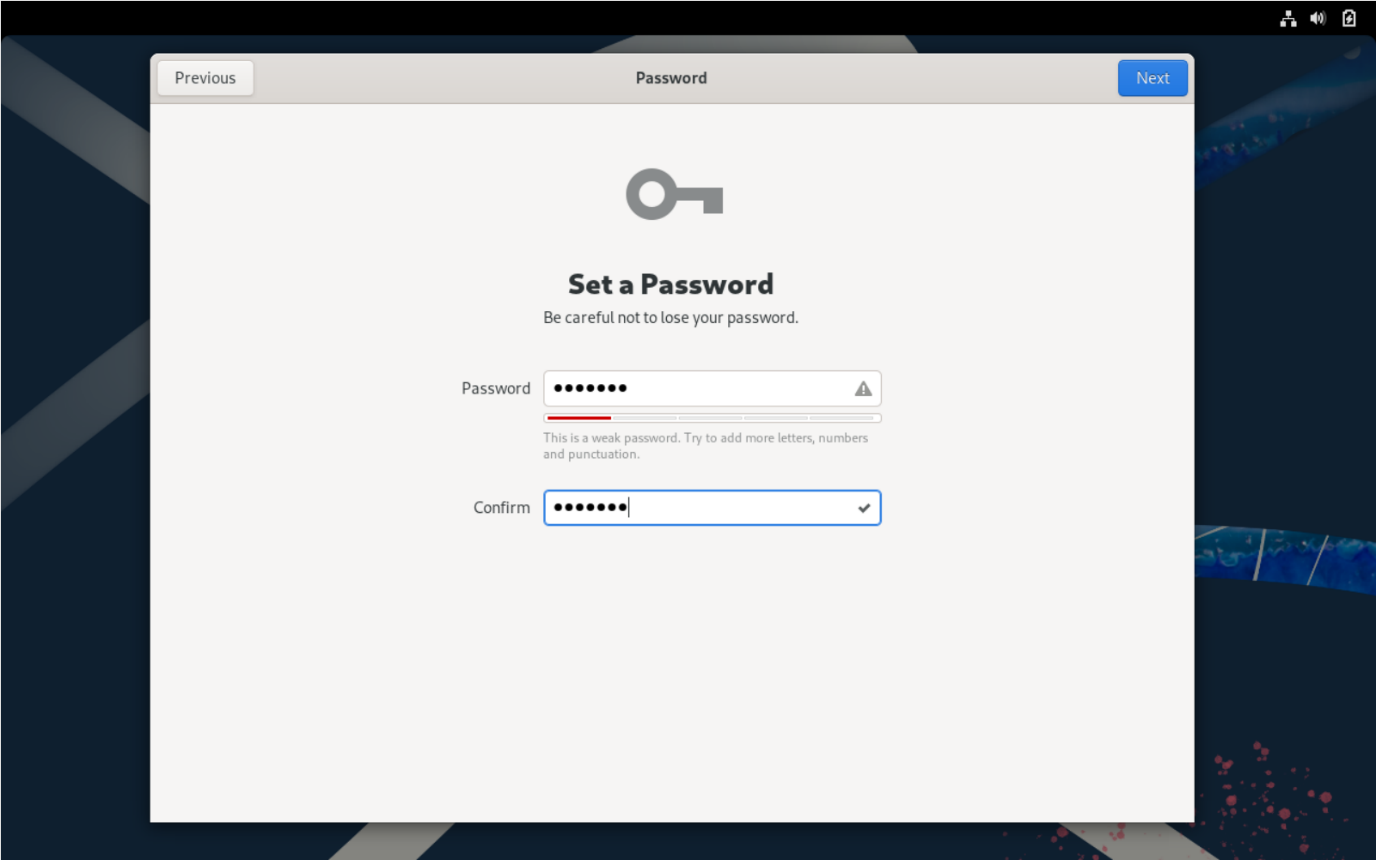 Previous
Password
Next
Set a Password
Be careful not to lose your password.
Password ●●●●●●●
This is a weak password. Try to add more letters, numbers
and punctuation.
Confirm ●●●●●●●